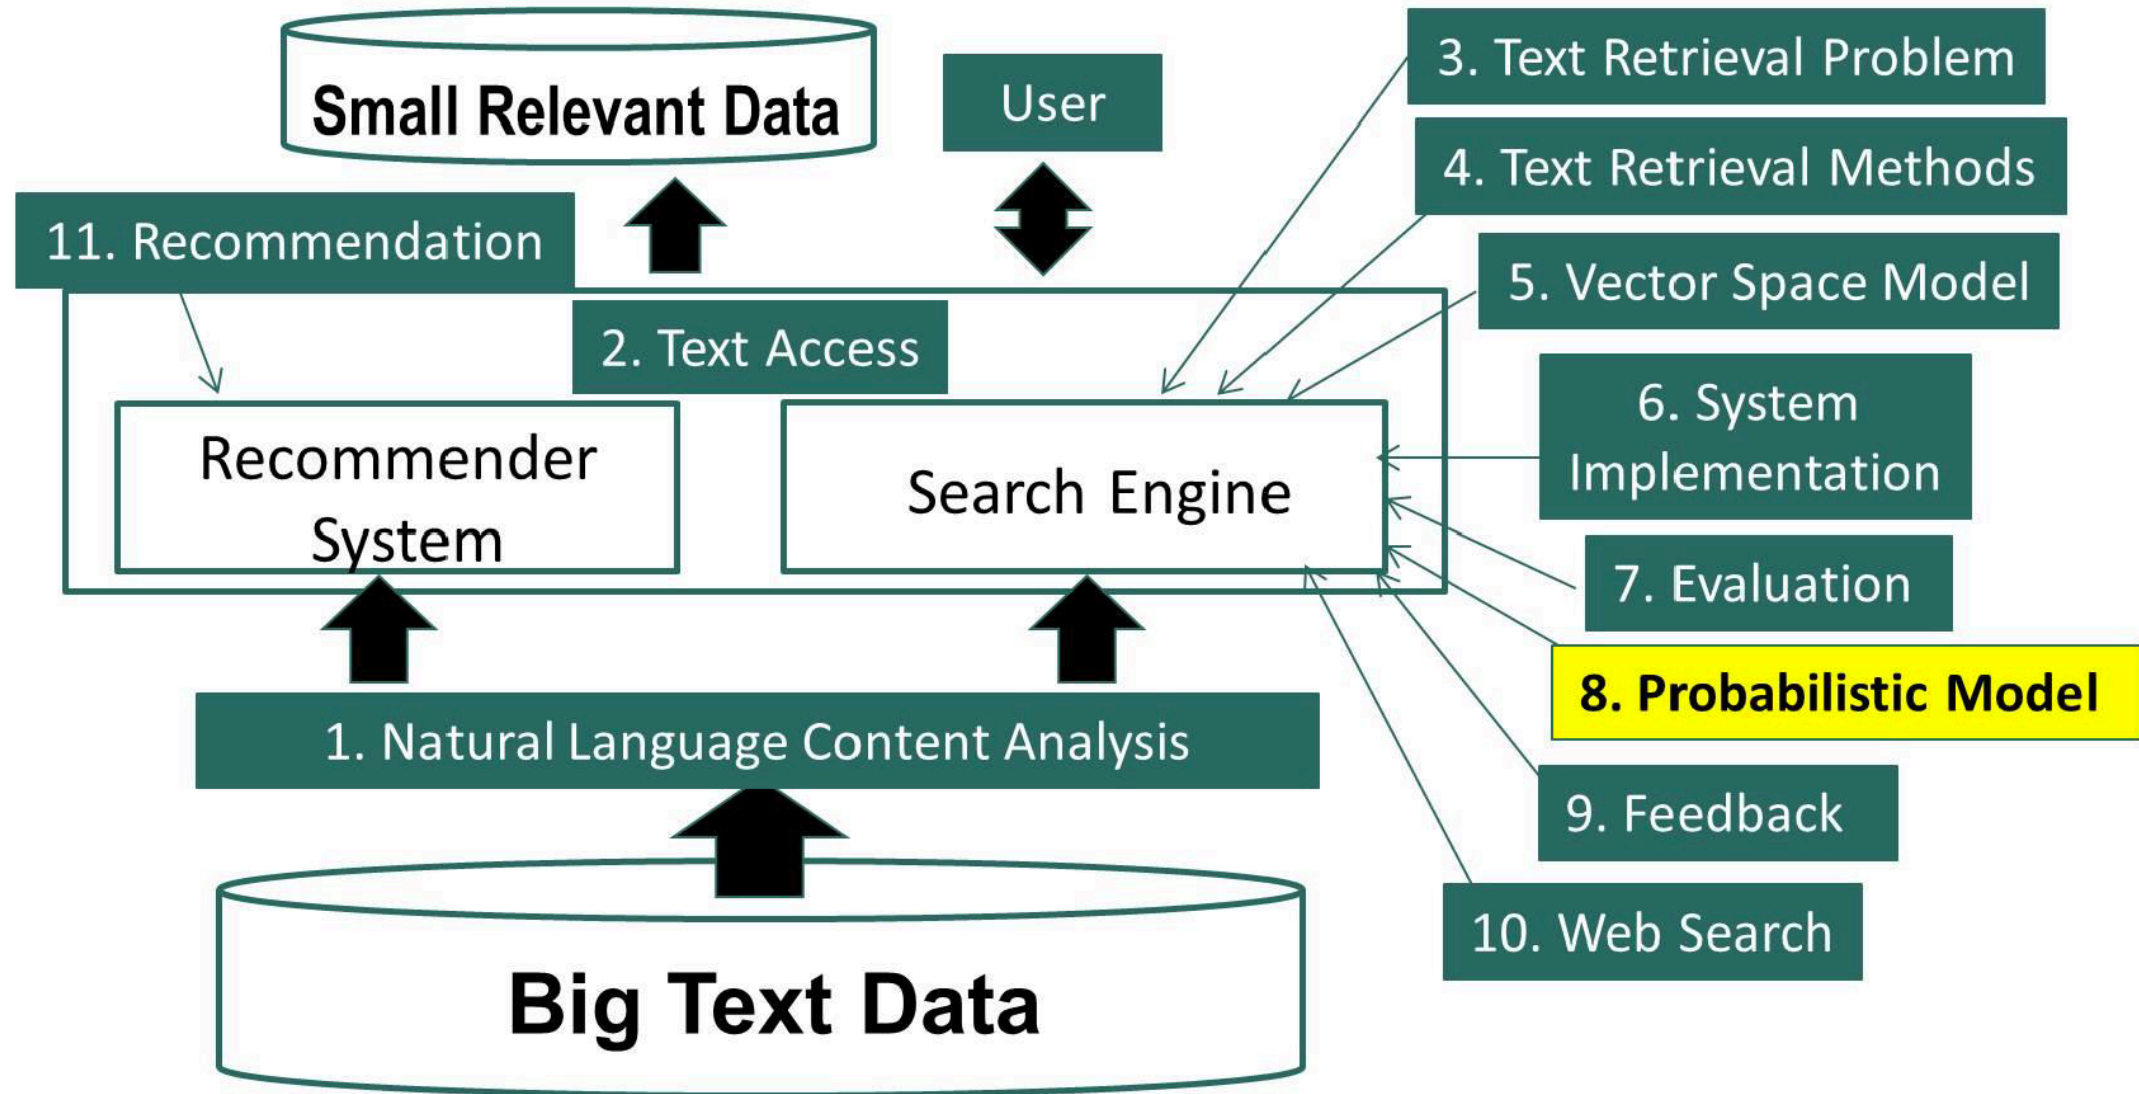 Small Relevant Data
User
3. Text Retrieval Problem
4. Text Retrieval Methods
11. Recommendation
5. Vector Space Model
2. Text Access
6. System
Implementation
Recommender
System
Search Engine
7. Evaluation
8. Probabilistic Model
1. Natural Language Content Analysis
9. Feedback
10. Web Search
Big Text Data